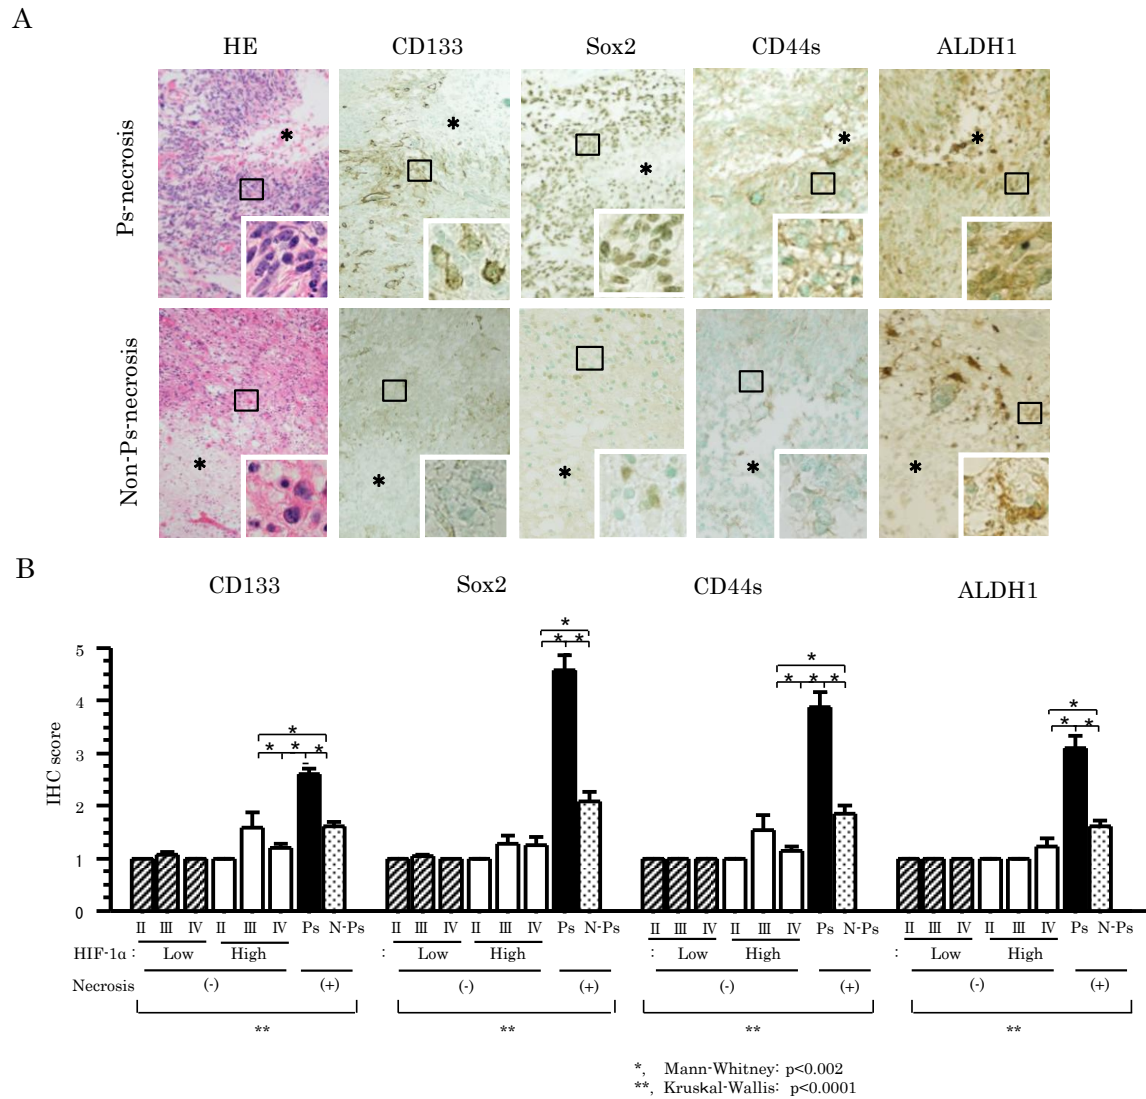 A
HE CD133 Sox2 CD44s ALDH1
Ps-necrosis
* * * * *
Non-Ps-necrosis
* * * * *
B
CD133 Sox2 CD44s ALDH1
*
* *
*
* * *
*
* *
*
* * *
IHC score
5
4
3
2
1
0
II III IV II III IV Ps N-Ps II III IV II III IV Ps N-Ps II III IV II III IV Ps N-Ps II III IV II III IV Ps N-Ps
HIF-1α : Low High : Low High : Low High : Low High
Necrosis (-) (+) (-) (+) (-) (+) (-) (+)
** ** ** **
*, Mann-Whitney: p<0.002
**, Kruskal-Wallis: p<0.0001